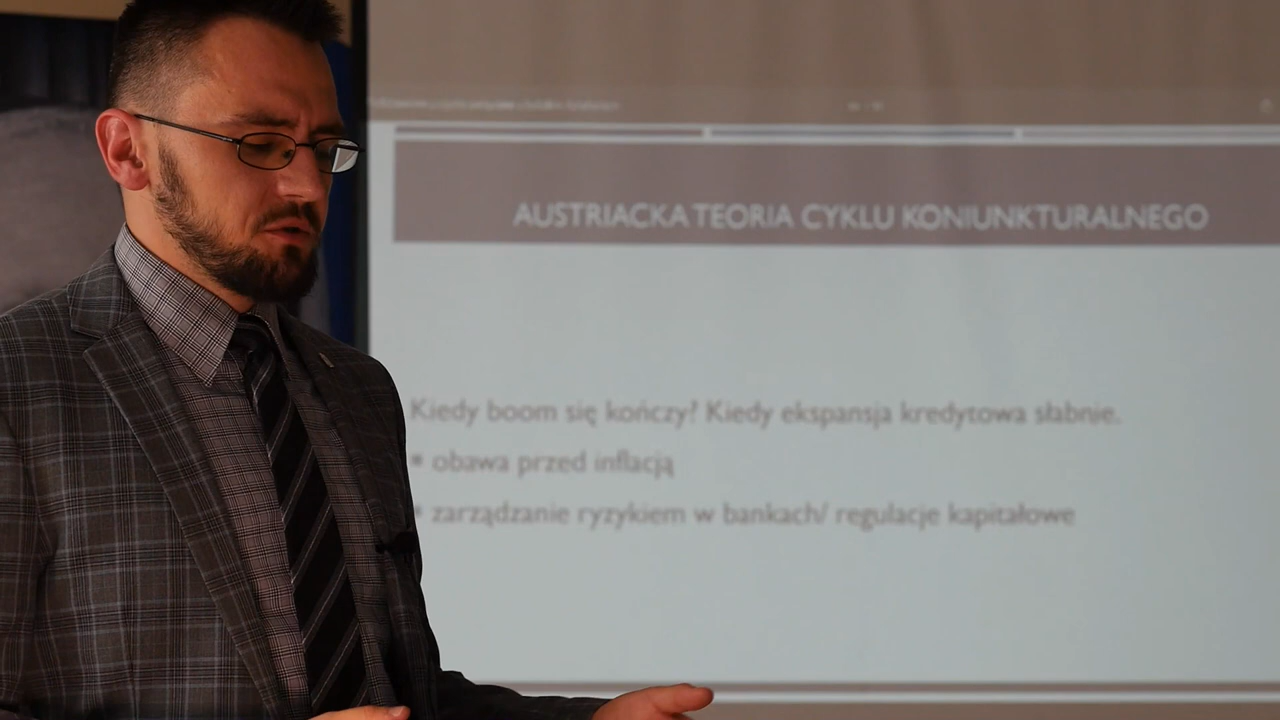 AUSTRIACKA TEORIA CYKLU KONIUNKTURALNEGO
Kiedy boom się kończy? Kiedy ekspansja kredytowa słabnie.
• obawa przed inflacją
• zarządzanie ryzykiem w bankach/ regulacje kapitałowe